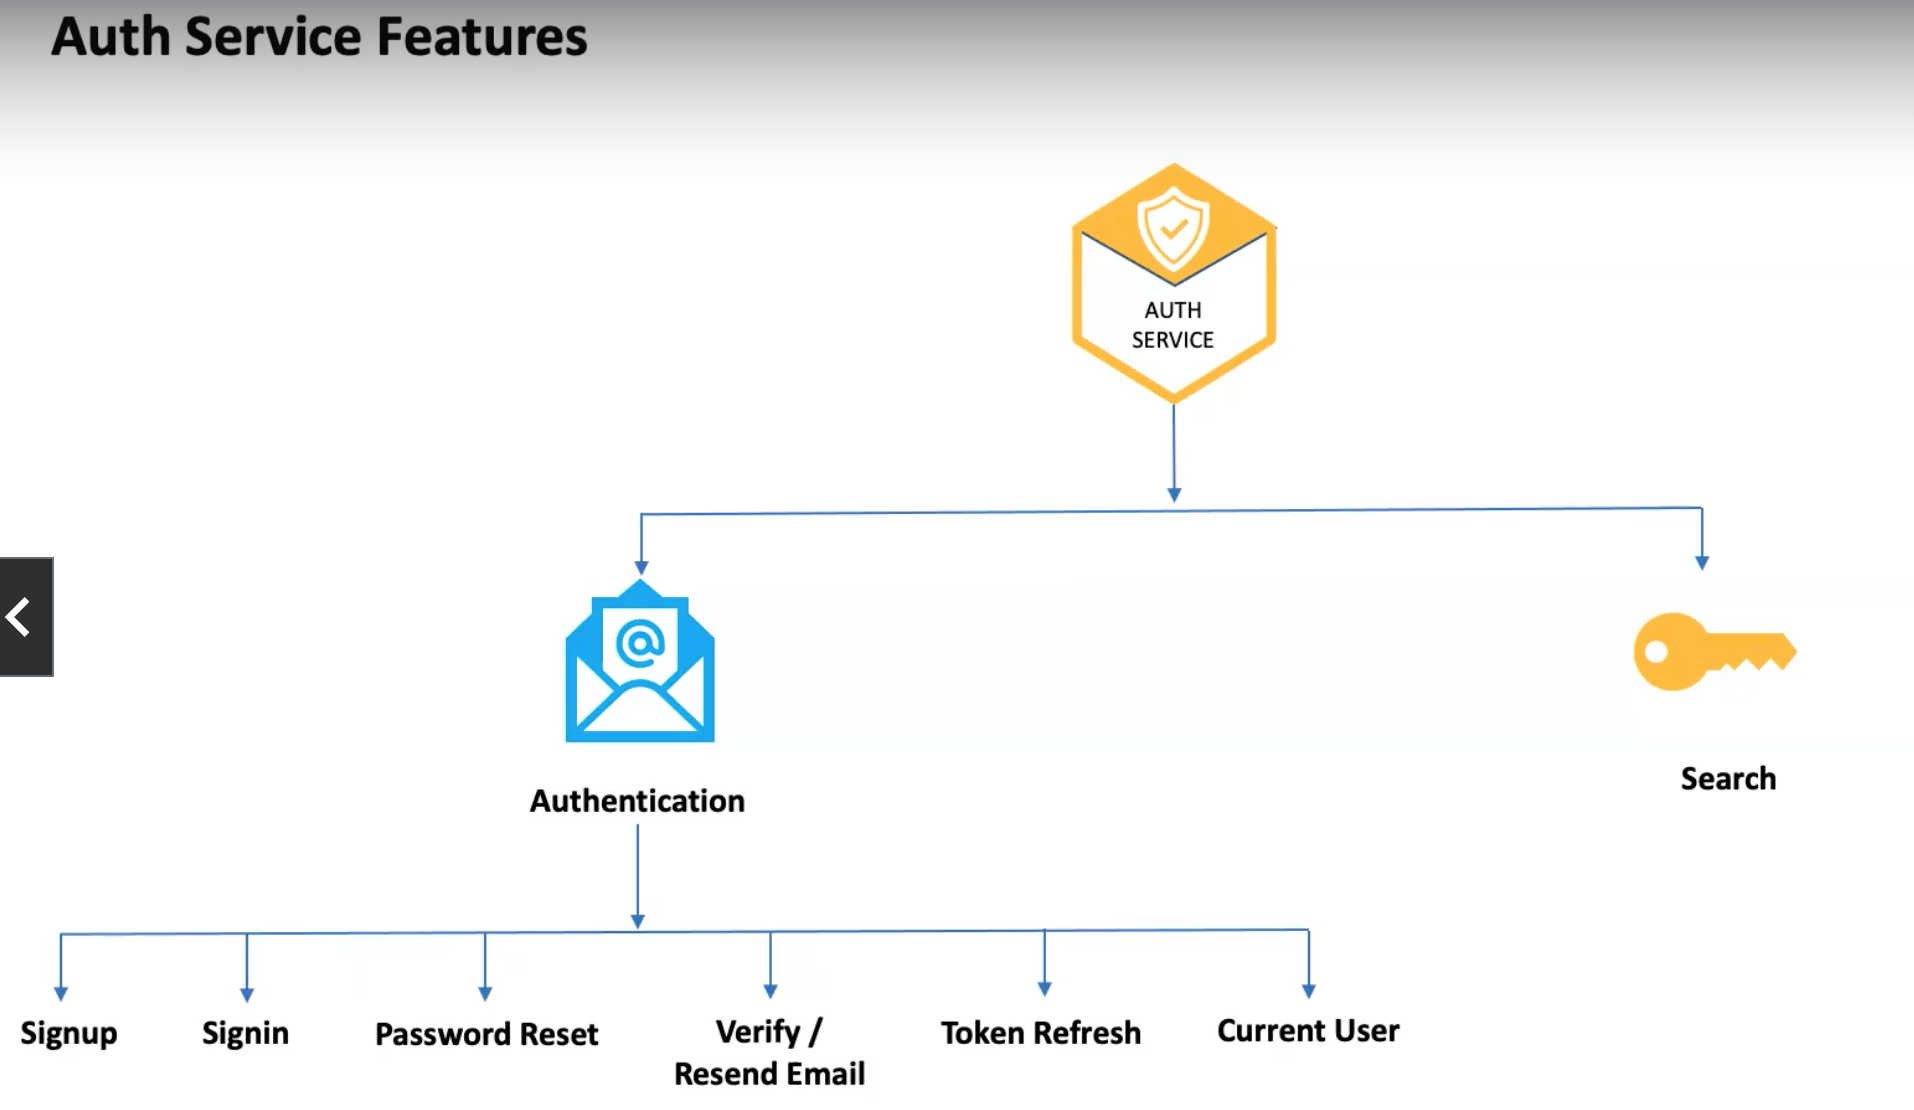 Auth Service Features
AUTH
SERVICE
Authentication
Search
Signup
Signin
Password Reset
Verify /
Resend Email
Token Refresh
Current User